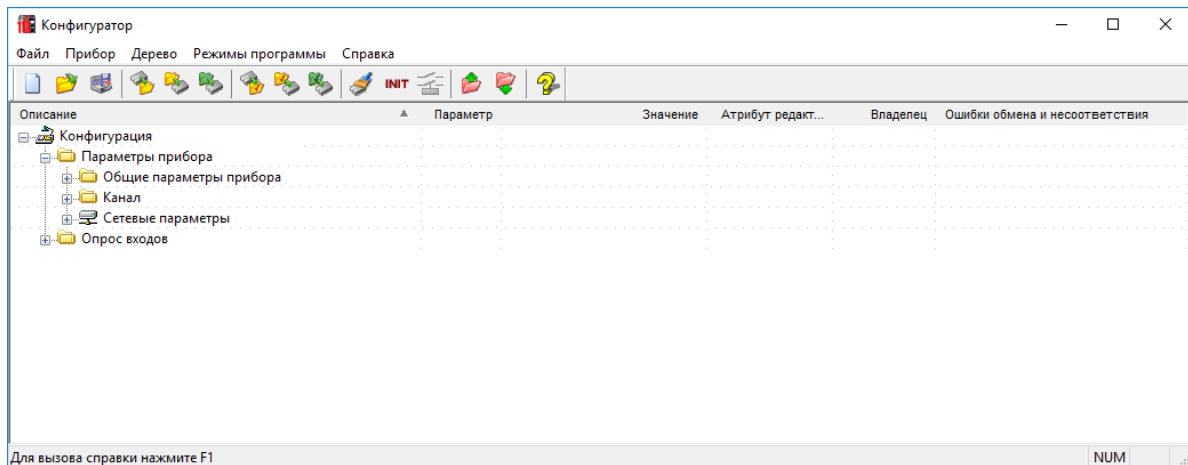 Конфигуратор
Файл Прибор Дерево Режимы программы Справка
INIT
Описание Параметр Значение Атрибут редакт... Владелец Ошибки обмена и несоответствия
Конфигурация
Параметры прибора
Общие параметры прибора
Канал
Сетевые параметры
Опрос входов
Для вызова справки нажмите F1 NUM